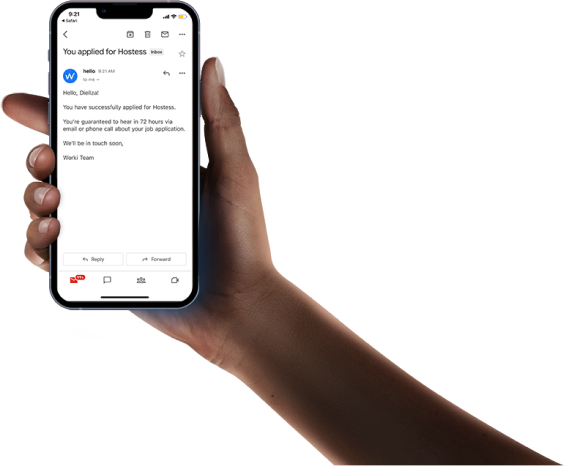 9:21
Safari
You applied for Hostess Inbox
hello 9:21 AM
to me
Hello, Dieliza!
You have successfully applied for Hostess.
You're guaranteed to hear in 72 hours via
email or phone call about your job application.
We'll be in touch soon,
Warki Team
Reply Forward
99+